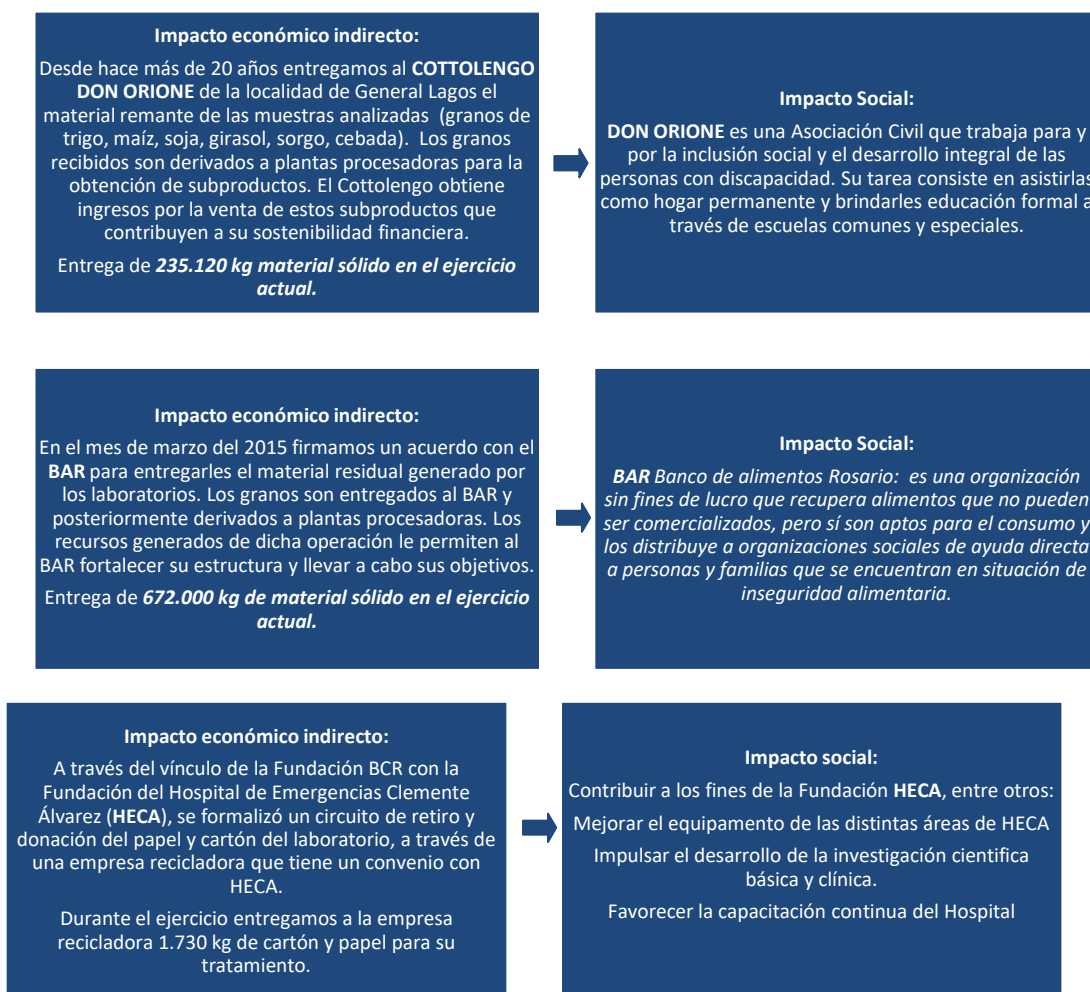 Impacto económico indirecto:
Desde hace más de 20 años entregamos al COTTOLENGO
DON ORIONE de la localidad de General Lagos el
material remante de las muestras analizadas (granos de
trigo, maíz, soja, girasol, sorgo, cebada). Los granos
recibidos son derivados a plantas procesadoras para la
obtención de subproductos. El Cottolengo obtiene
ingresos por la venta de estos subproductos que
contribuyen a su sostenibilidad financiera.
Entrega de 235.120 kg material sólido en el ejercicio
actual.
Impacto Social:
DON ORIONE es una Asociación Civil que trabaja para y
por la inclusión social y el desarrollo integral de las
personas con discapacidad. Su tarea consiste en asistirlas
como hogar permanente y brindarles educación formal a
través de escuelas comunes y especiales.
Impacto económico indirecto:
En el mes de marzo del 2015 firmamos un acuerdo con el
BAR para entregarles el material residual generado por
los laboratorios. Los granos son entregados al BAR y
posteriormente derivados a plantas procesadoras. Los
recursos generados de dicha operación le permiten al
BAR fortalecer su estructura y llevar a cabo sus objetivos.
Entrega de 672.000 kg de material sólido en el ejercicio
actual.
Impacto Social:
BAR Banco de alimentos Rosario: es una organización
sin fines de lucro que recupera alimentos que no pueden
ser comercializados, pero sí son aptos para el consumo y
los distribuye a organizaciones sociales de ayuda directa
a personas y familias que se encuentran en situación de
inseguridad alimentaria.
Impacto económico indirecto:
A través del vínculo de la Fundación BCR con la
Fundación del Hospital de Emergencias Clemente
Álvarez (HECA), se formalizó un circuito de retiro y
donación del papel y cartón del laboratorio, a través de
una empresa recicladora que tiene un convenio con
HECA.
Durante el ejercicio entregamos a la empresa
recicladora 1.730 kg de cartón y papel para su
tratamiento.
Impacto social:
Contribuir a los fines de la Fundación HECA, entre otros:
Mejorar el equipamento de las distintas áreas de HECA
Impulsar el desarrollo de la investigación cientifica
básica y clínica.
Favorecer la capacitación continua del Hospital